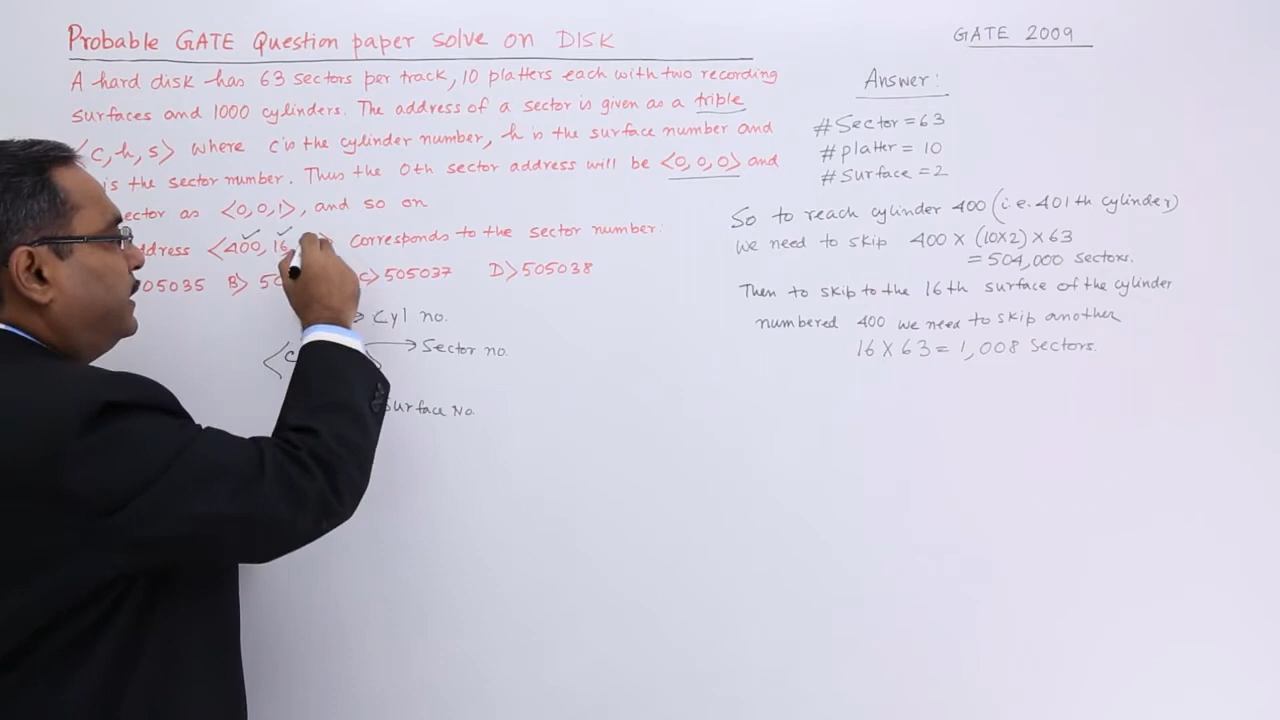 Probable GATE Question paper solve on DISK
GATE 2009
A hard disk has 63 sectors per track, 10 platters each with two recording
surfaces and 1000 cylinders. The address of a sector is given as a triple
<c, h, s> where c is the cylinder number, h is the surface number and
is the sector number. Thus the 0th sector address will be <0, 0, 0> and
ector as <0, 0, 1>, and so on
ddress <400, 16, corresponds to the sector number:
505035 B> 50 C> 505037 D> 505038
Cyl no.
<c
Sector no.
Surface No.
Answer:
#Sector = 63
#platter = 10
#Surface = 2
So to reach cylinder 400 (i.e. 401th cylinder)
we need to skip 400 × (10×2) × 63
= 504,000 sectors.
Then to skip to the 16th surface of the cylinder
numbered 400 we need to skip another
16 × 63 = 1,008 sectors.